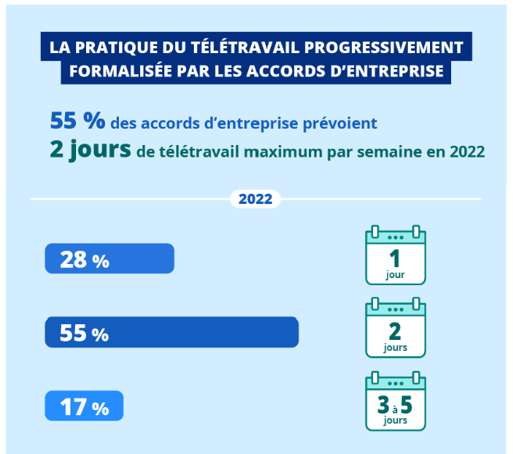 LA PRATIQUE DU TÉLÉTRAVAIL PROGRESSIVEMENT
FORMALISÉE PAR LES ACCORDS D’ENTREPRISE
55 % des accords d’entreprise prévoient
2 jours de télétravail maximum par semaine en 2022
2022
28 %
1
jour
55 %
2
jours
17 %
3 à 5
jours